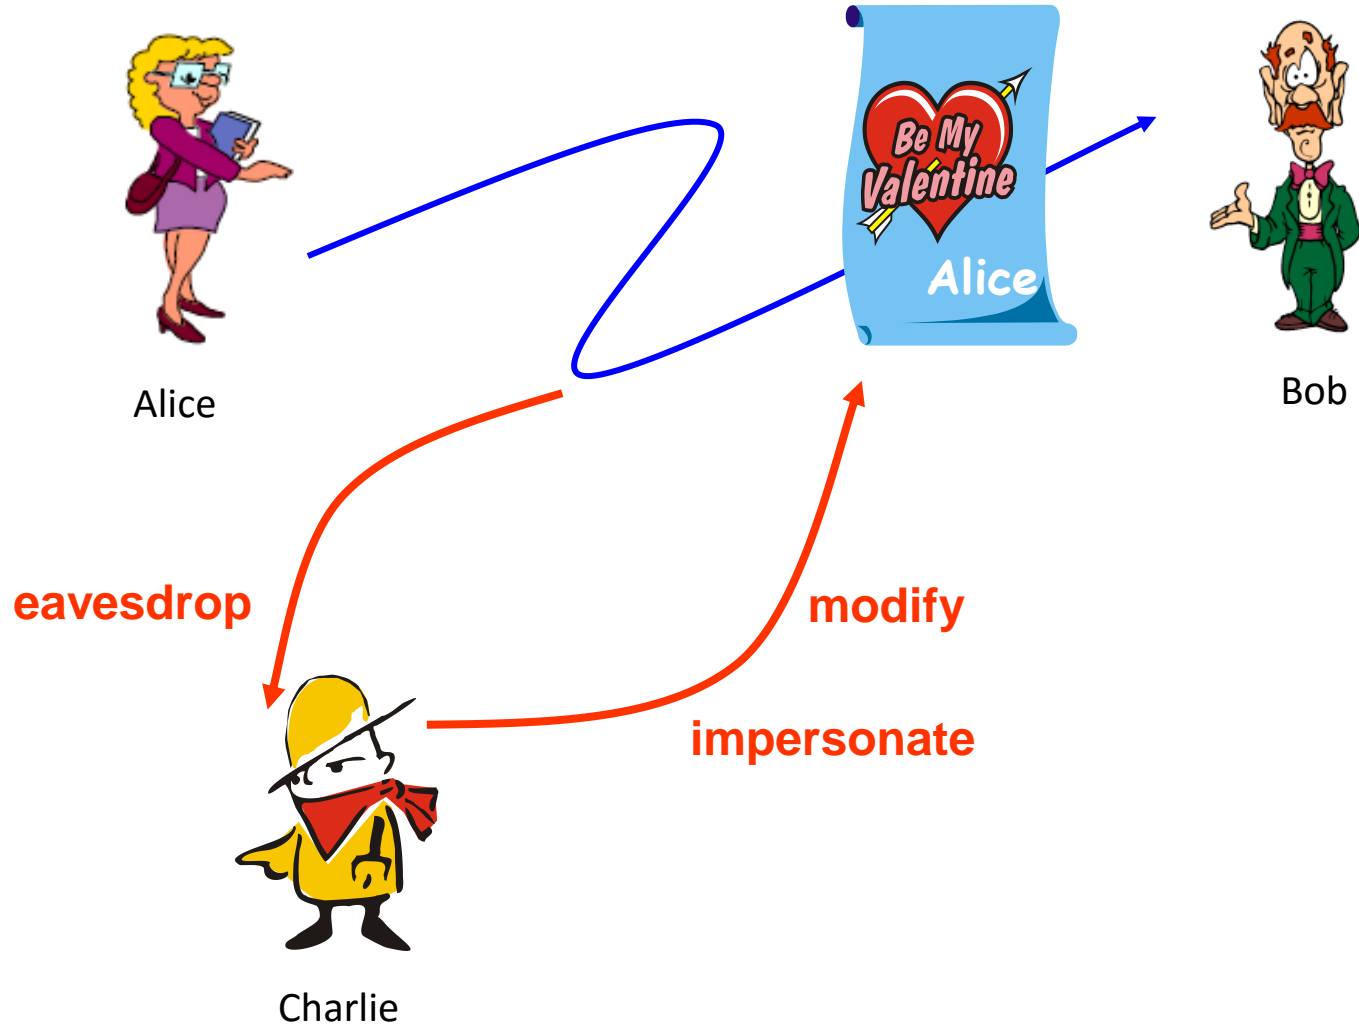 Be My
Valentine
Alice
Alice
Bob
eavesdrop
modify
impersonate
Charlie